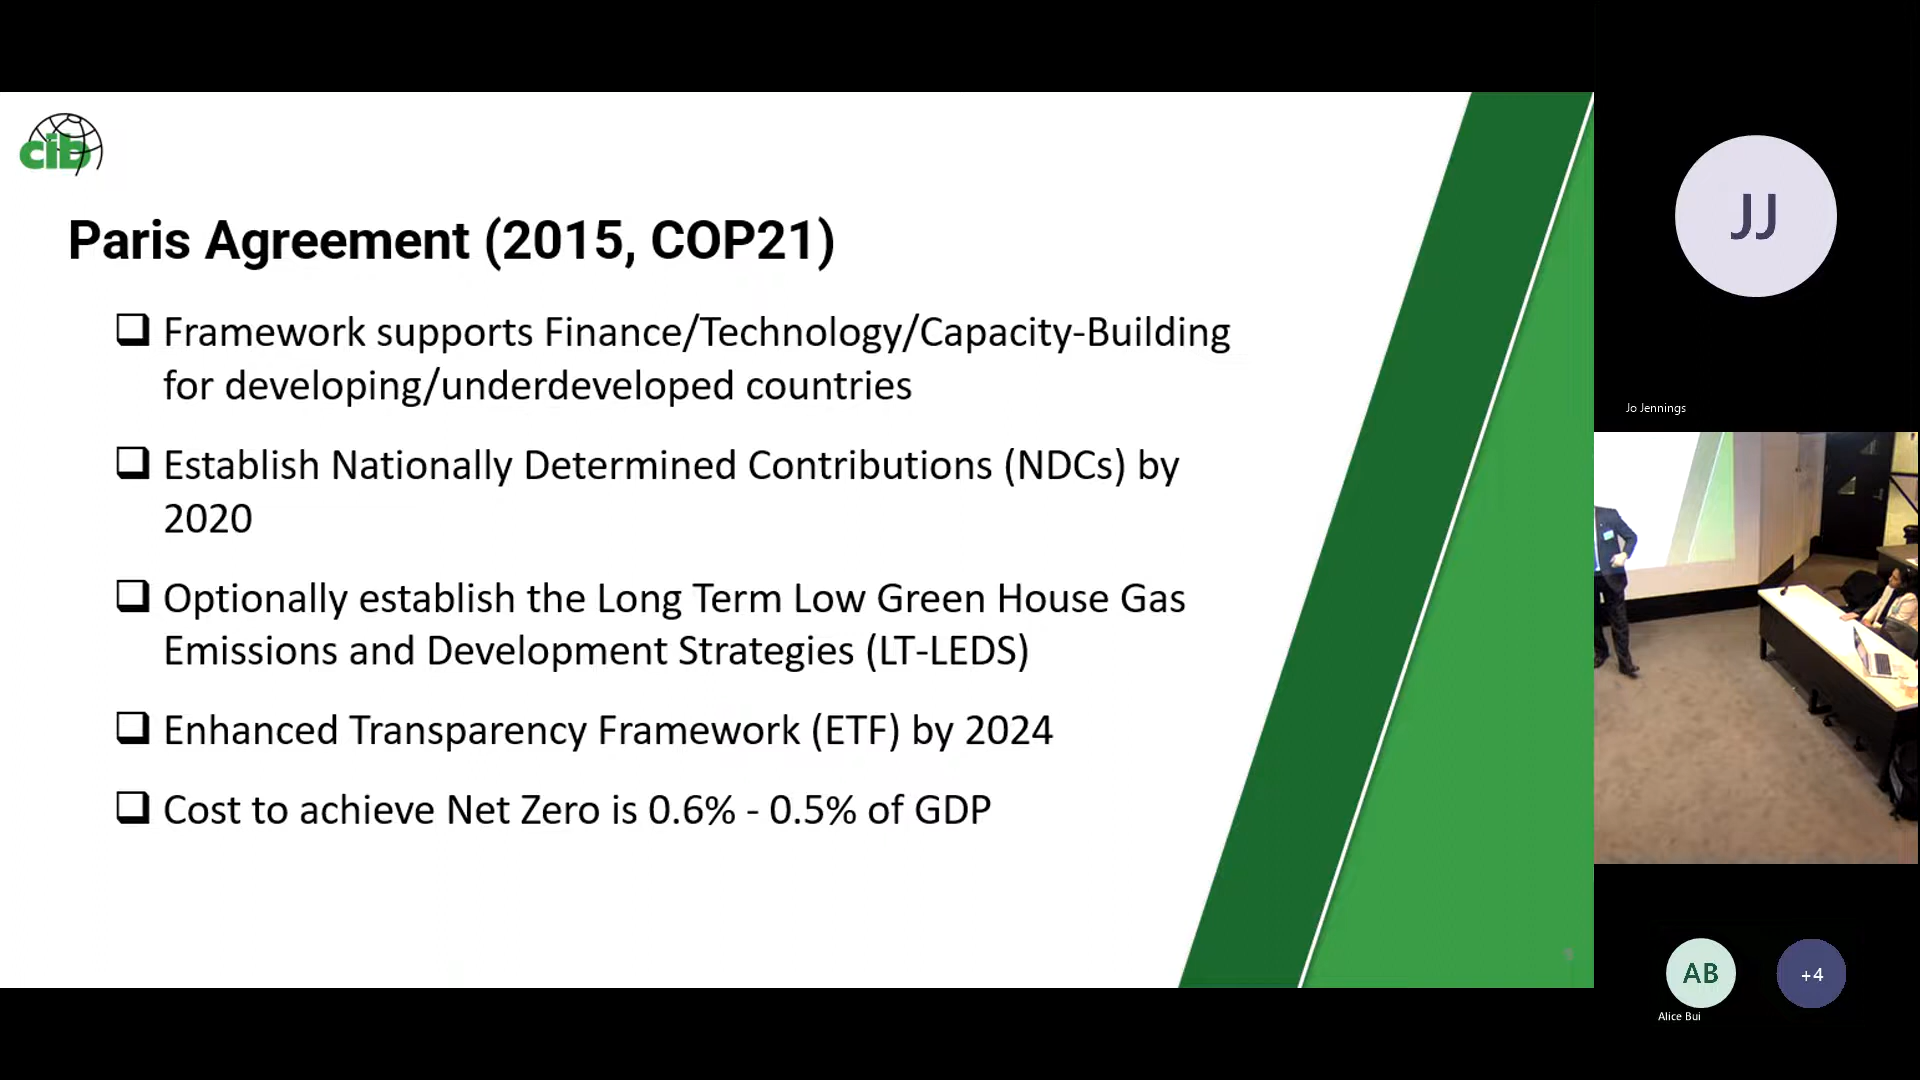 cib
Paris Agreement (2015, COP21)
Framework supports Finance/Technology/Capacity-Building
for developing/underdeveloped countries
Establish Nationally Determined Contributions (NDCs) by
2020
Optionally establish the Long Term Low Green House Gas
Emissions and Development Strategies (LT-LEDS)
Enhanced Transparency Framework (ETF) by 2024
Cost to achieve Net Zero is 0.6% - 0.5% of GDP
JJ
Jo Jennings
AB
+4
Alice Bui